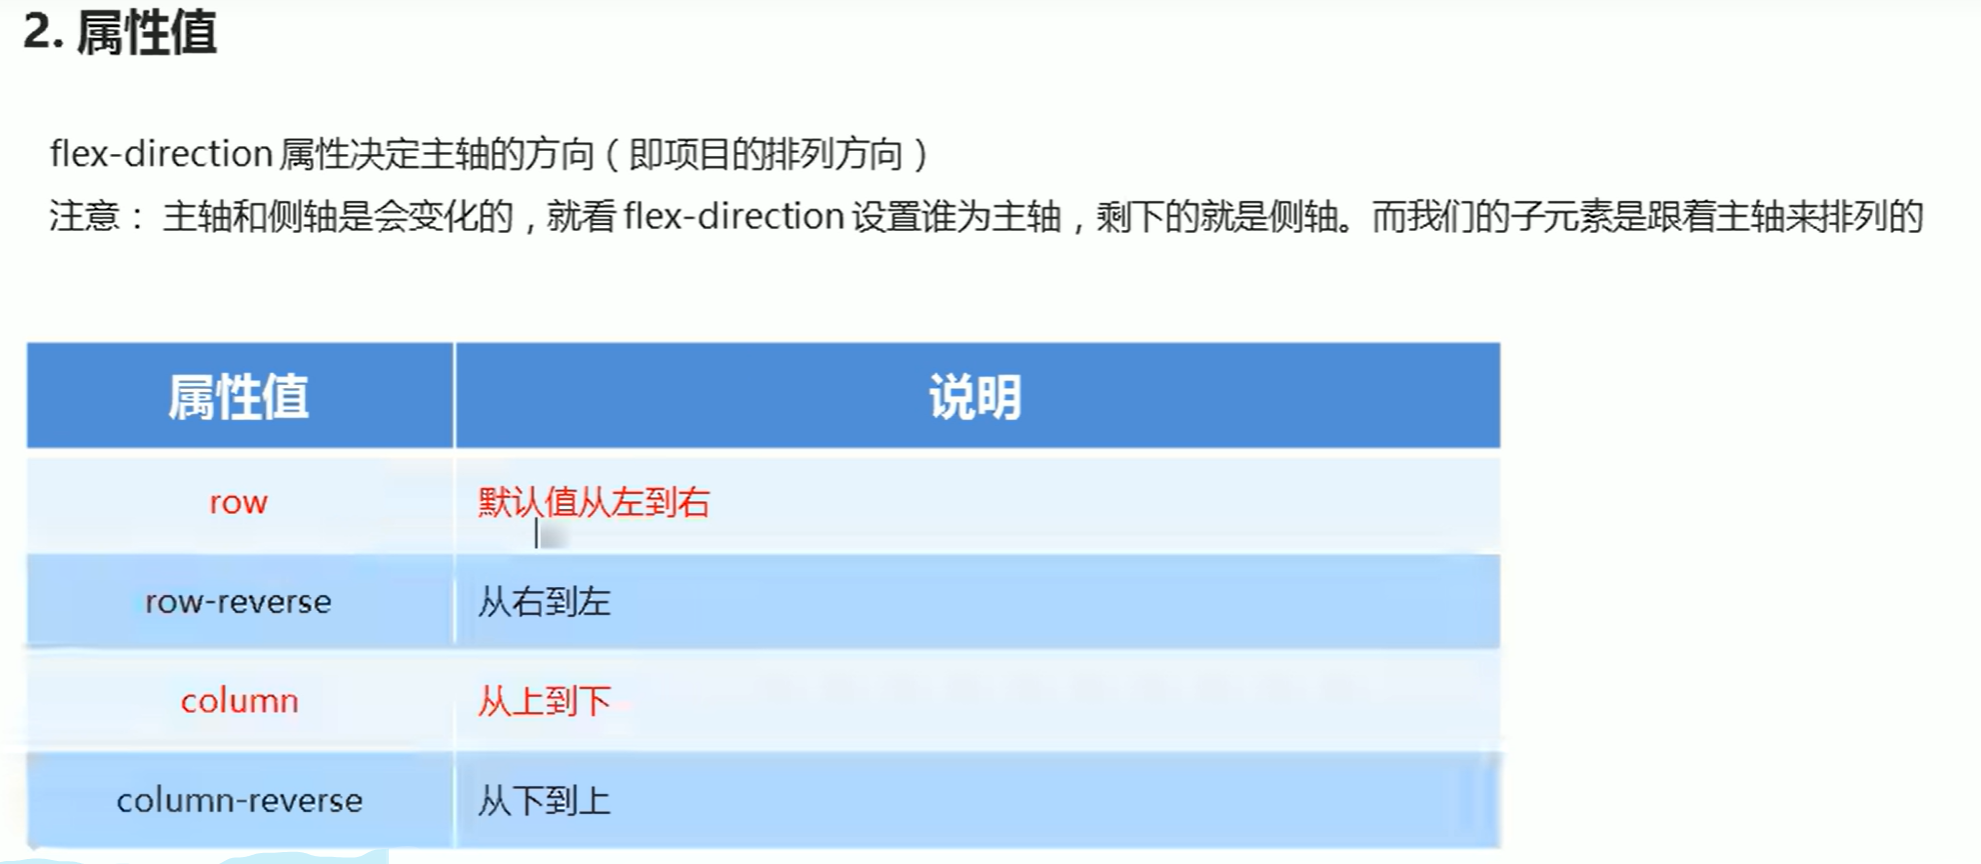 2. 属性值
flex-direction 属性决定主轴的方向（即项目的排列方向）
注意： 主轴和侧轴是会变化的，就看 flex-direction 设置谁为主轴，剩下的就是侧轴。而我们的子元素是跟着主轴来排列的
属性值 说明
row 默认值从左到右
row-reverse 从右到左
column 从上到下
column-reverse 从下到上